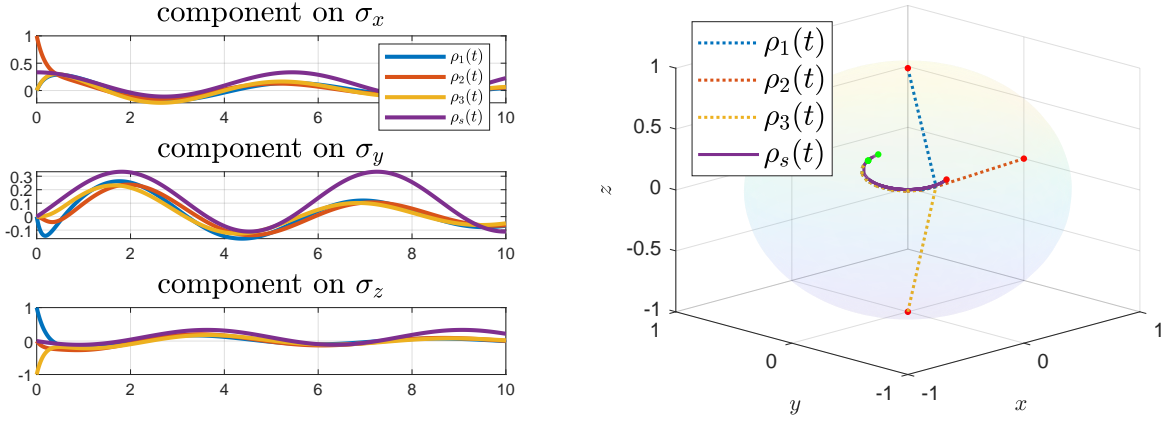 component on σx
1
0.5
0
0 2 4 6 8 10
ρ1(t)
ρ2(t)
ρ3(t)
ρs(t)
component on σy
0.3
0.2
0.1
0
-0.1
0 2 4 6 8 10
component on σz
1
0
-1
0 2 4 6 8 10
ρ1(t)
ρ2(t)
ρ3(t)
ρs(t)
1
0.5
0
-0.5
-1
z
1
0
-1
y
-1
0
1
x